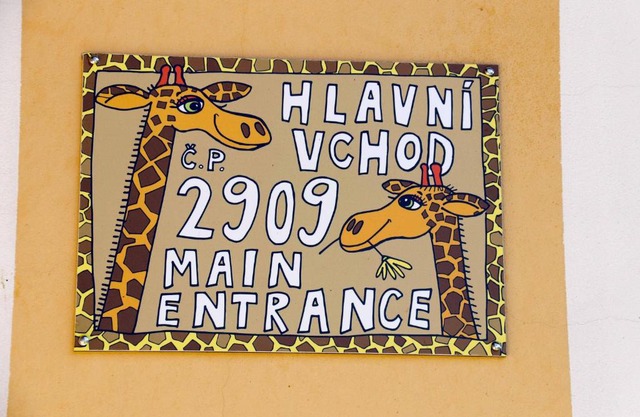 HLAVNÍ
VCHOD
Č.P.
2909
MAIN
ENTRANCE